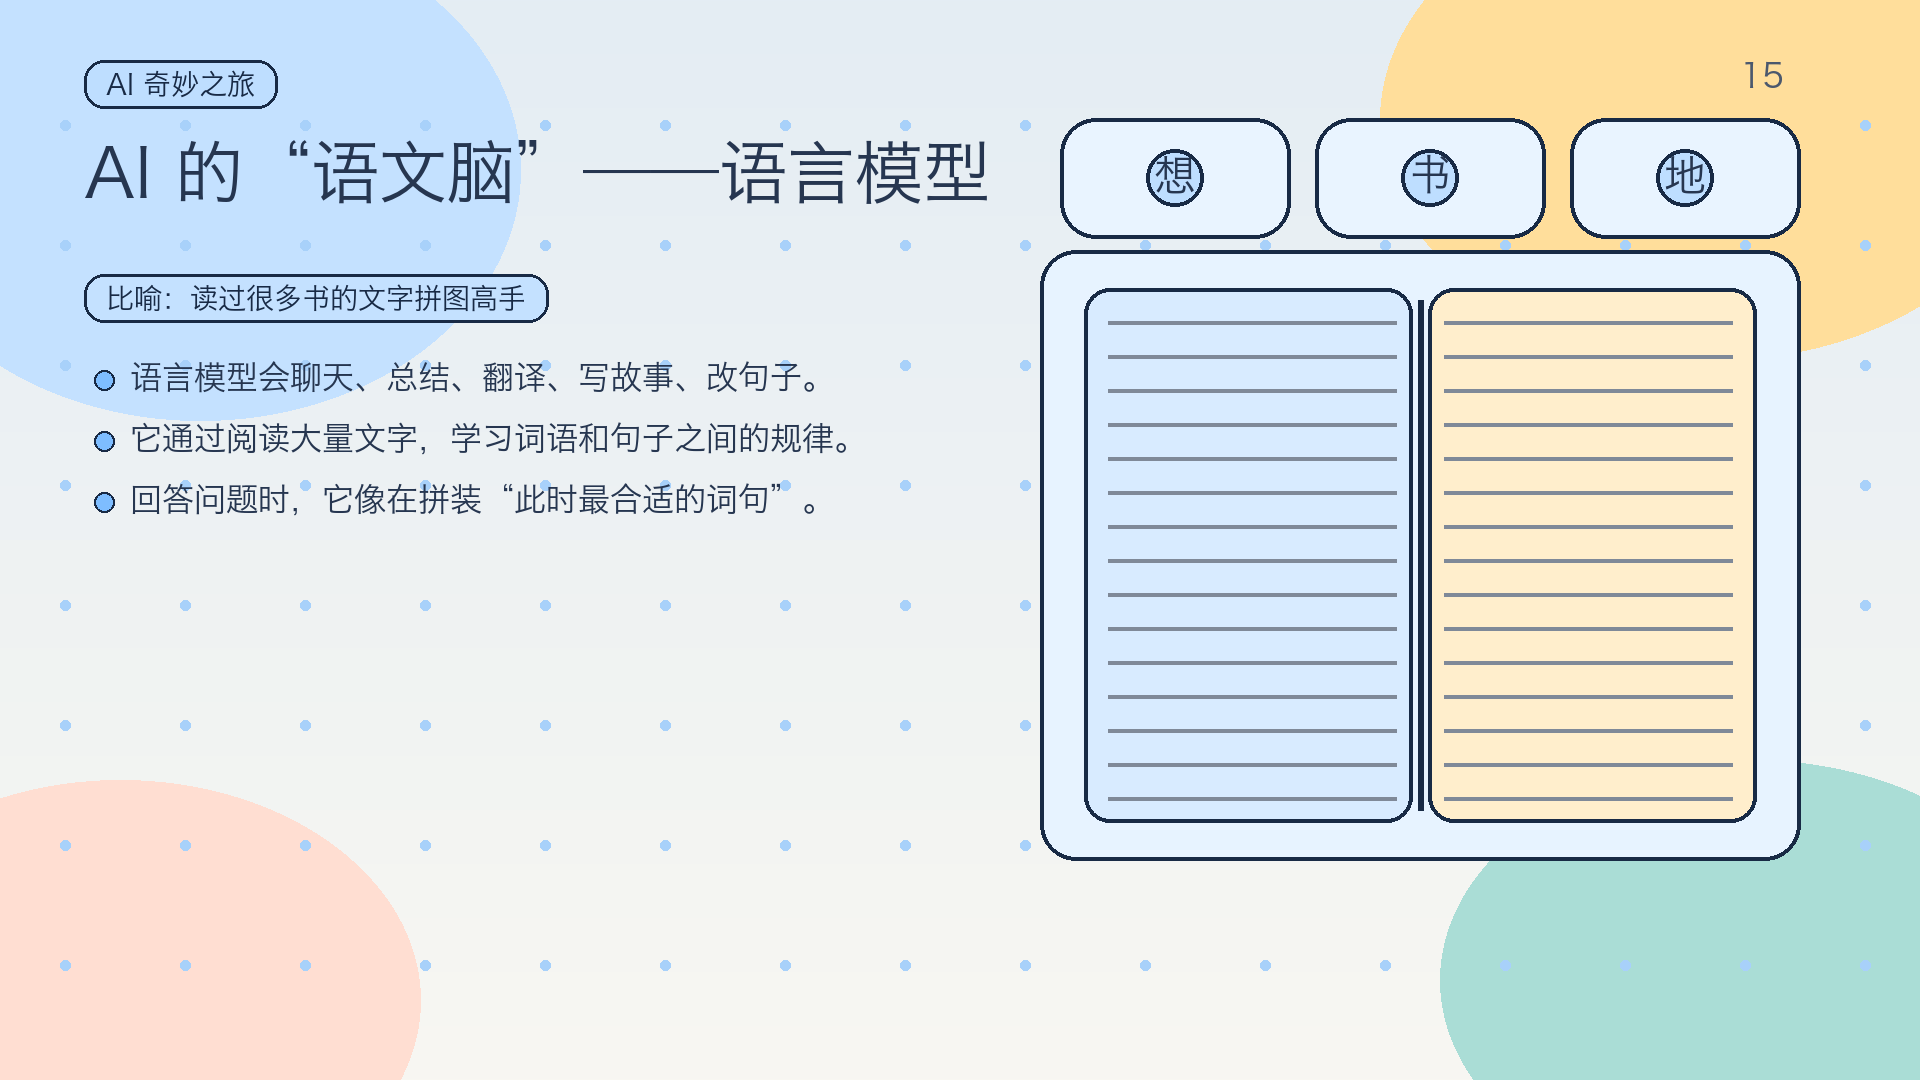 AI 奇妙之旅
15
AI 的“语文脑”——语言模型
想
书
地
比喻：读过很多书的文字拼图高手
语言模型会聊天、总结、翻译、写故事、改句子。
它通过阅读大量文字，学习词语和句子之间的规律。
回答问题时，它像在拼装“此时最合适的词句”。